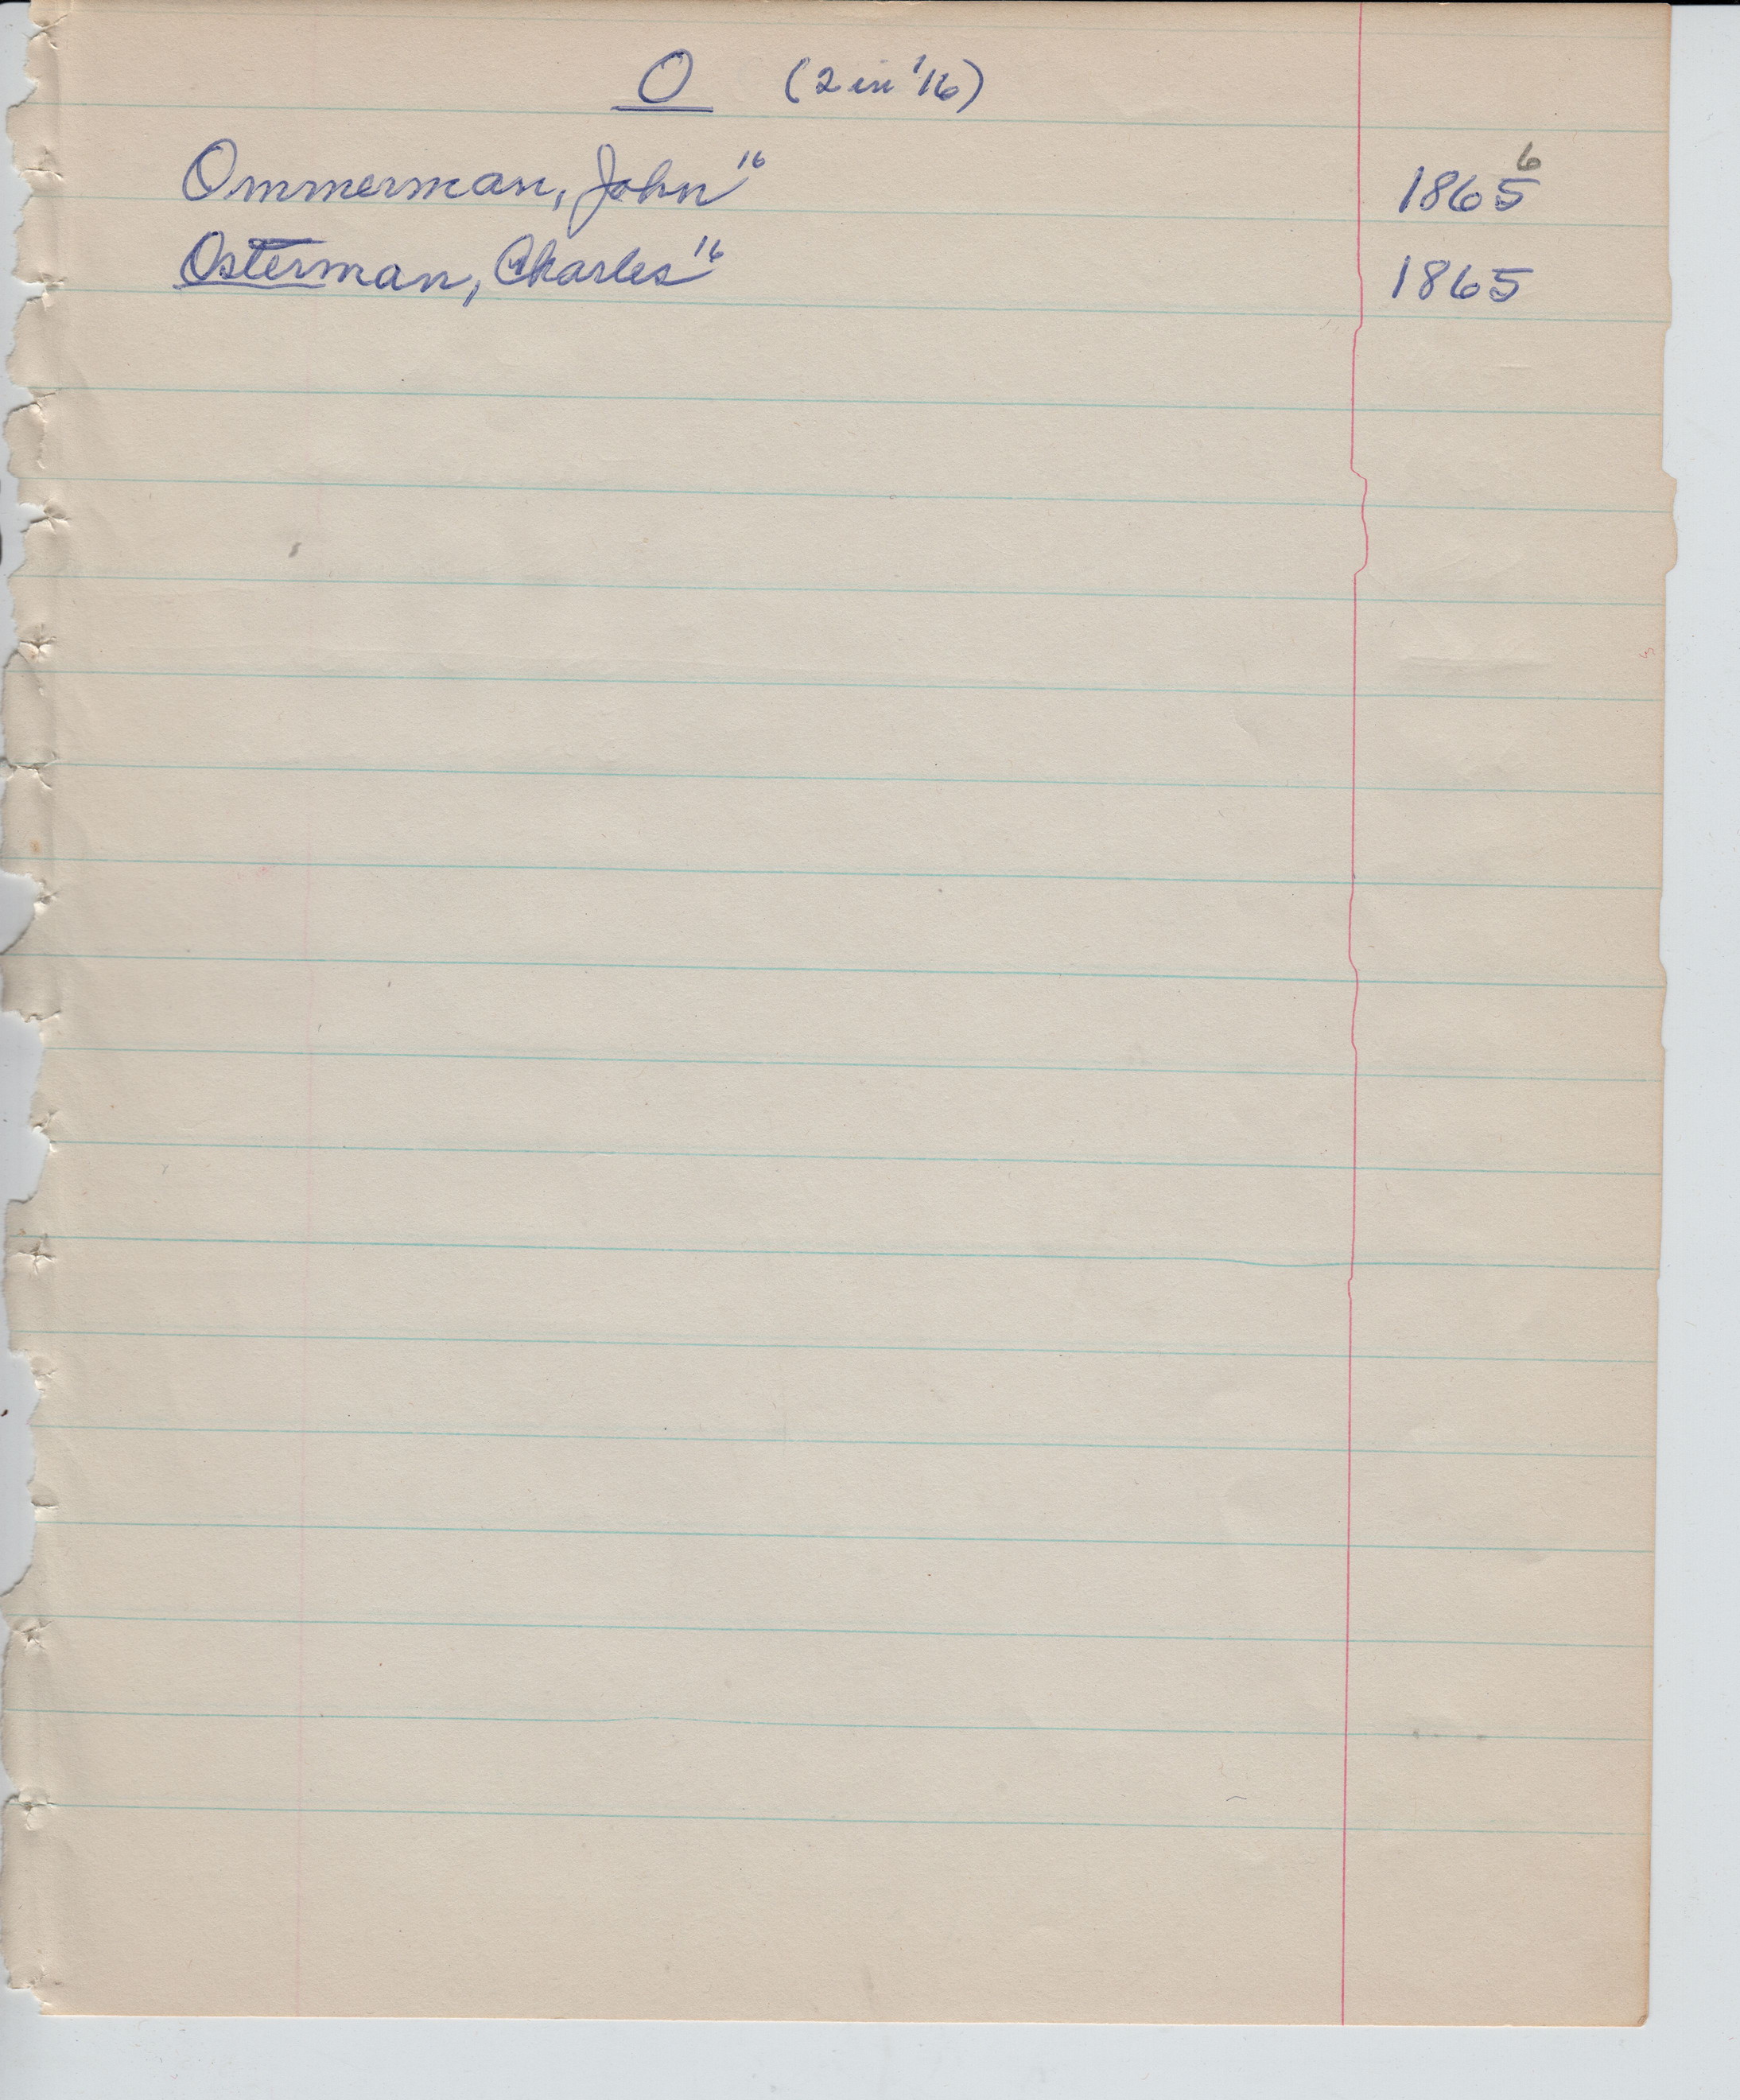 O (2 in '16)
Ommerman, John '16 1865 6
Osterman, Charles '16 1865